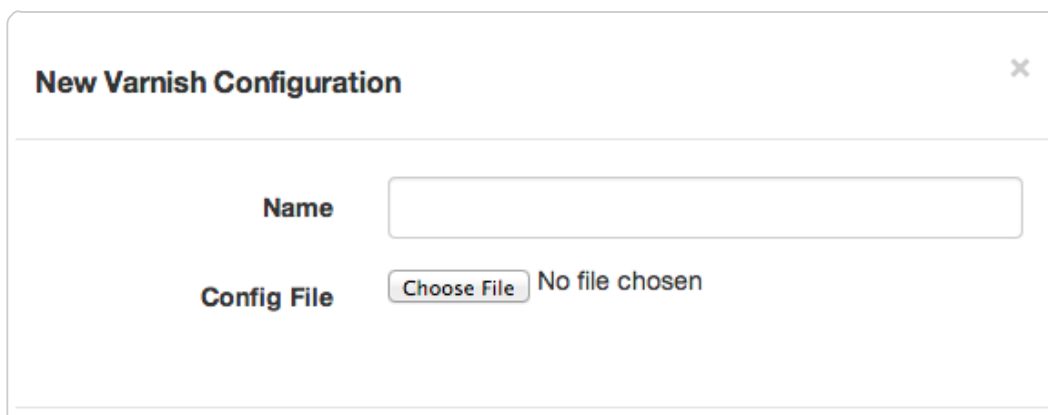 New Varnish Configuration
×
Name
Config File
Choose File No file chosen